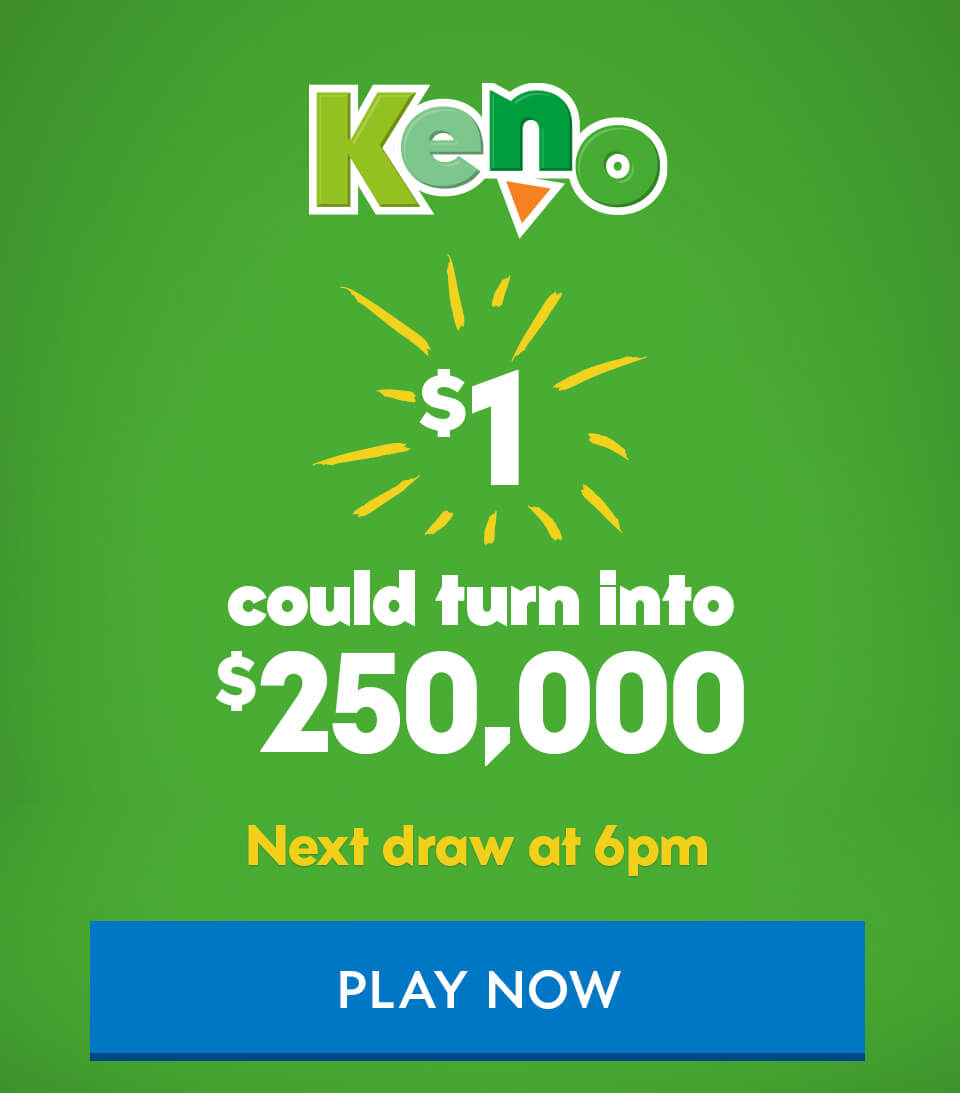 Keno
$1
could turn into
$250,000
Next draw at 6pm
PLAY NOW